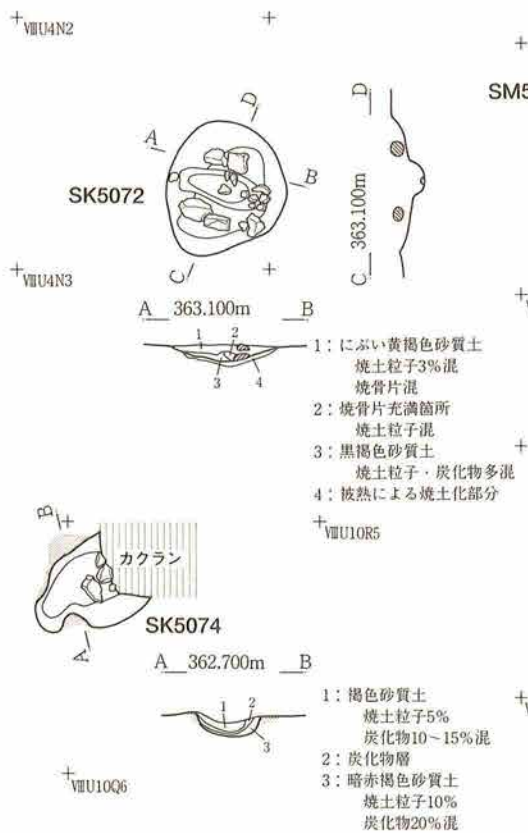 ⅧU4N2
SM5
D
A
B
SK5072
C
D
363.100m
C
ⅧU4N3
A 363.100m B
1 2
3 4
1:にぶい黄褐色砂質土
焼土粒子3%混
焼骨片混
2:焼骨片充満箇所
焼土粒子混
3:黒褐色砂質土
焼土粒子・炭化物多混
4:被熱による焼土化部分
ⅧU10R5
B
カクラン
A
SK5074
A 362.700m B
1 2
3
1:褐色砂質土
焼土粒子5%
炭化物10~15%混
2:炭化物層
3:暗赤褐色砂質土
焼土粒子10%
炭化物20%混
ⅧU10Q6